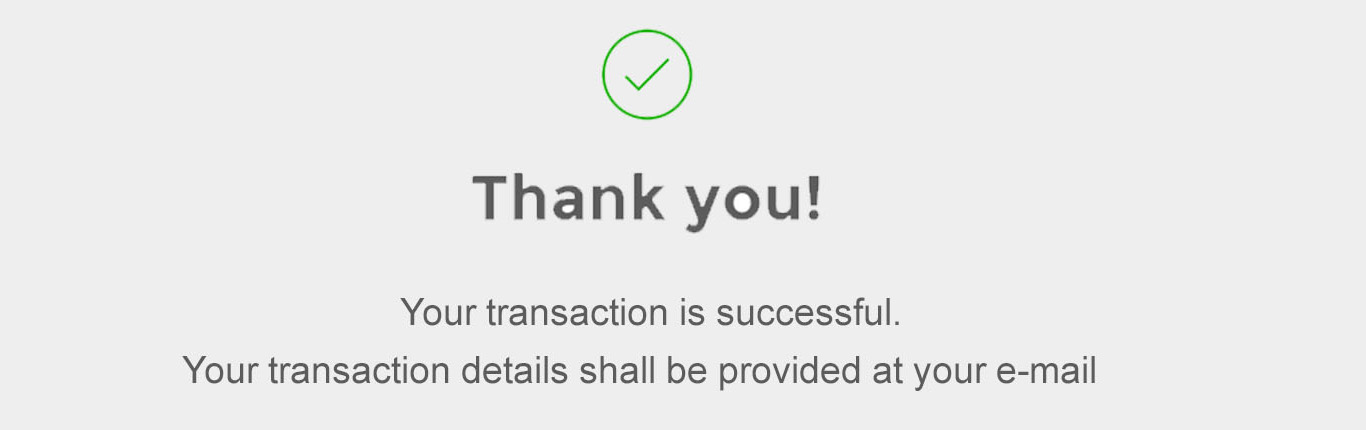 Thank you!
Your transaction is successful.
Your transaction details shall be provided at your e-mail